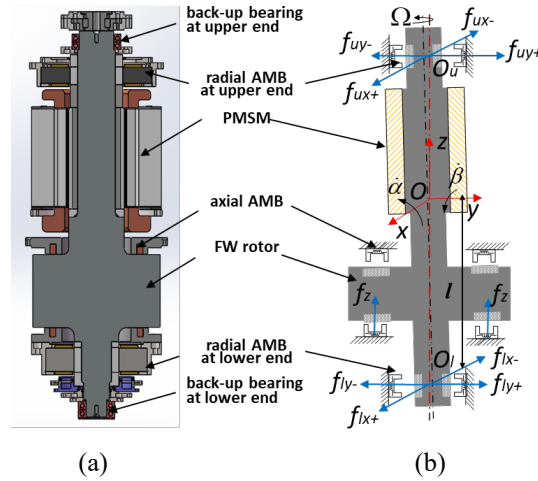 back-up bearing
at upper end
radial AMB
at upper end
PMSM
axial AMB
FW rotor
radial AMB
at lower end
back-up bearing
at lower end
(a)
Ω
fux-
fuy-
fuy+
Ou
fux+
z
α̇
β̇
O
y
x
fz
l
fz
Ol
flx-
fly-
fly+
flx+
(b)